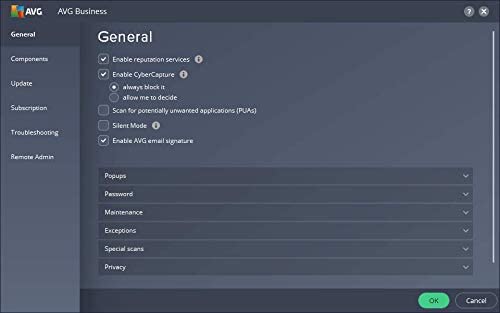 AVG AVG Business
General
Components
Update
Subscription
Troubleshooting
Remote Admin
General
Enable reputation services
Enable CyberCapture
always block it
allow me to decide
Scan for potentially unwanted applications (PUAs)
Silent Mode
Enable AVG email signature
Popups
Password
Maintenance
Exceptions
Special scans
Privacy
OK Cancel